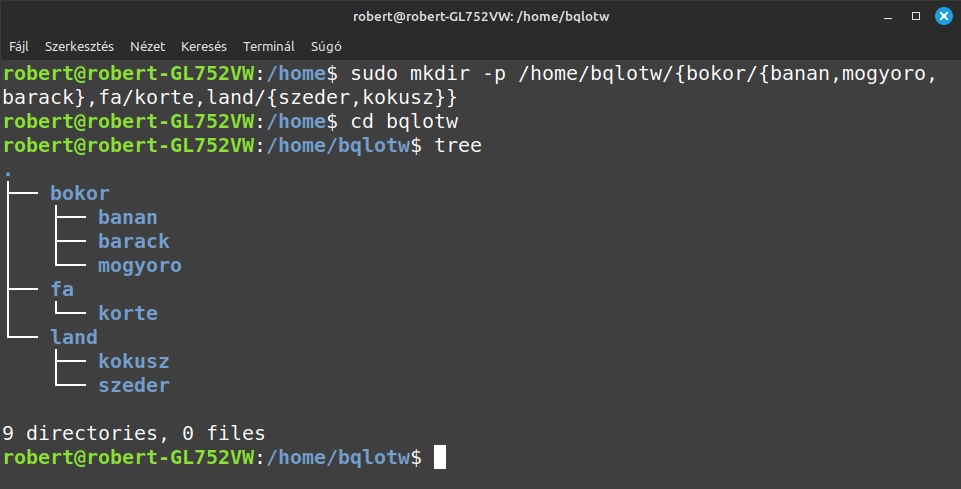 robert@robert-GL752VW: /home/bqlotw
Fájl Szerkesztés Nézet Keresés Terminál Súgó
robert@robert-GL752VW:/home$ sudo mkdir -p /home/bqlotw/{bokor/{banan,mogyoro,
barack},fa/korte,land/{szeder,kokusz}}
robert@robert-GL752VW:/home$ cd bqlotw
robert@robert-GL752VW:/home/bqlotw$ tree
.
├── bokor
│   ├── banan
│   ├── barack
│   └── mogyoro
├── fa
│   └── korte
└── land
    ├── kokusz
    └── szeder
9 directories, 0 files
robert@robert-GL752VW:/home/bqlotw$